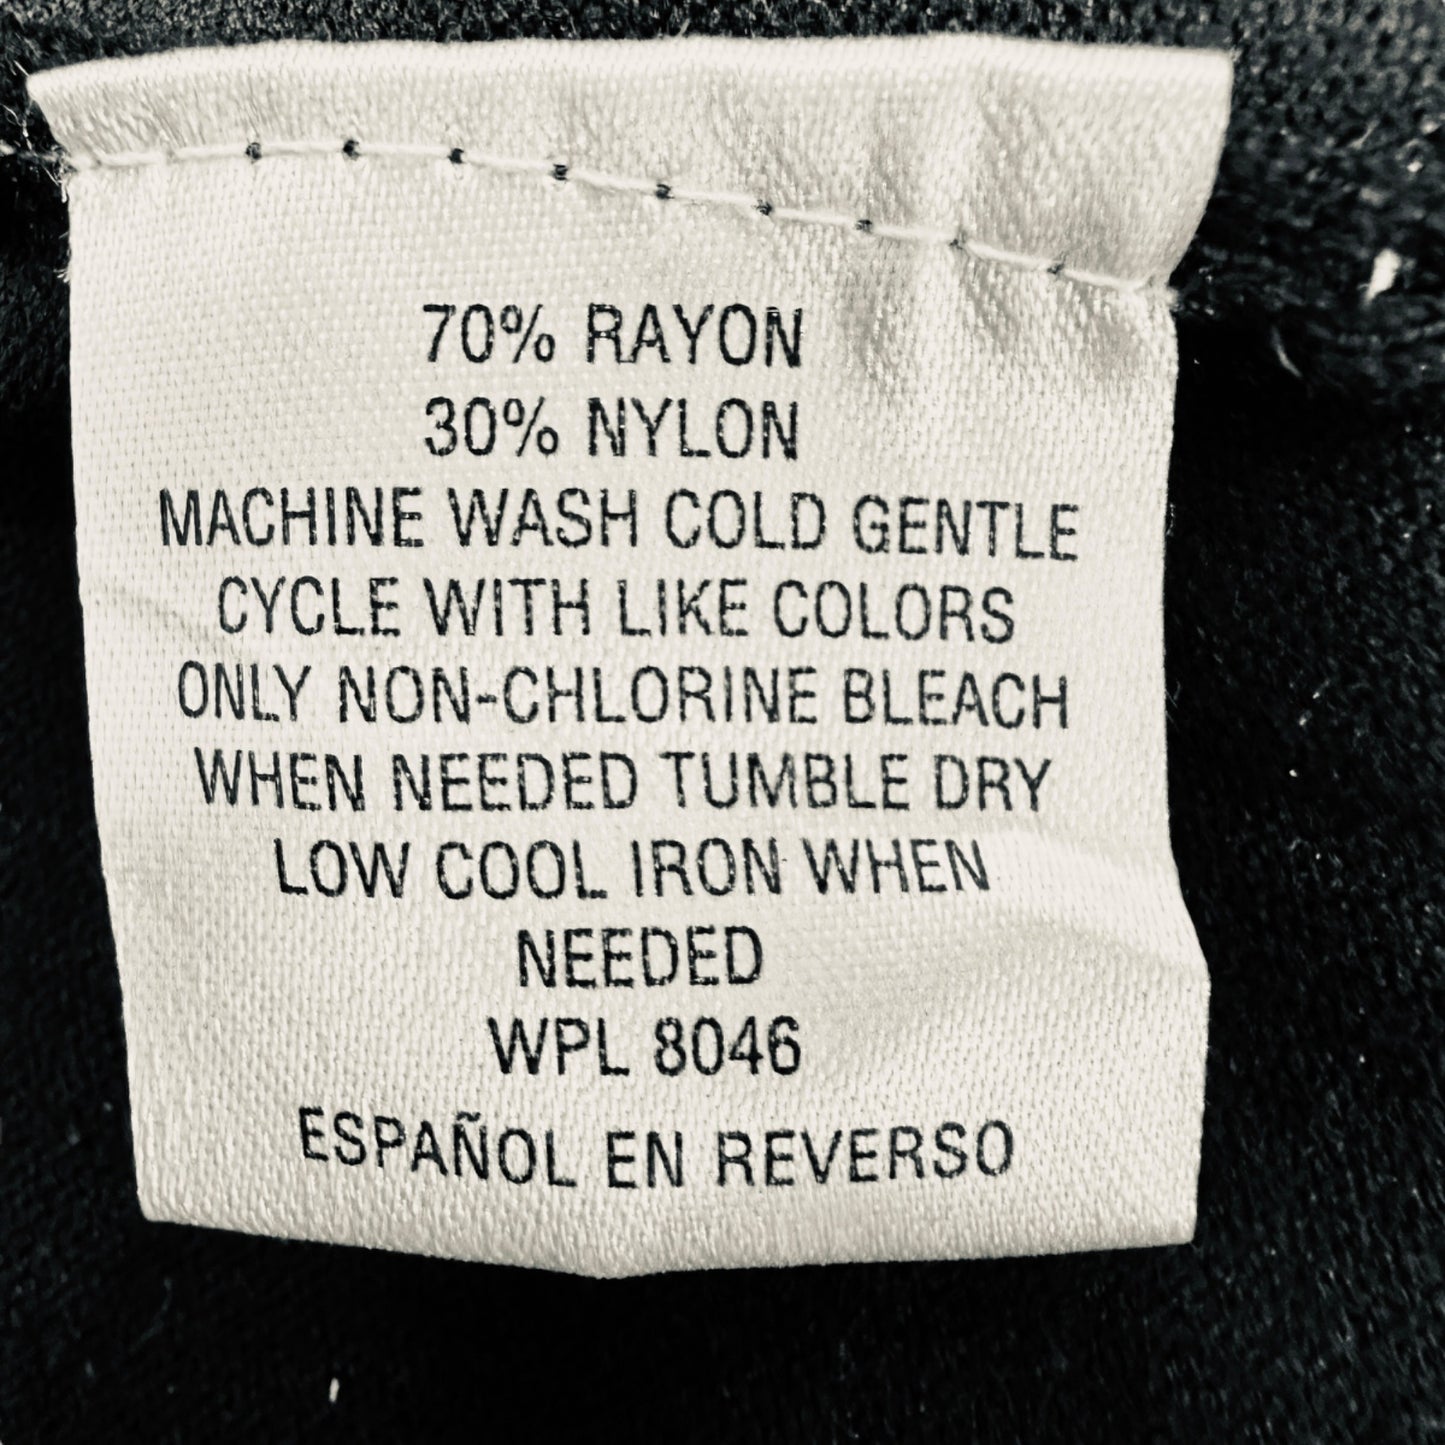 70% RAYON
30% NYLON
MACHINE WASH COLD GENTLE
CYCLE WITH LIKE COLORS
ONLY NON-CHLORINE BLEACH
WHEN NEEDED TUMBLE DRY
LOW COOL IRON WHEN
NEEDED
WPL 8046
ESPAÑOL EN REVERSO